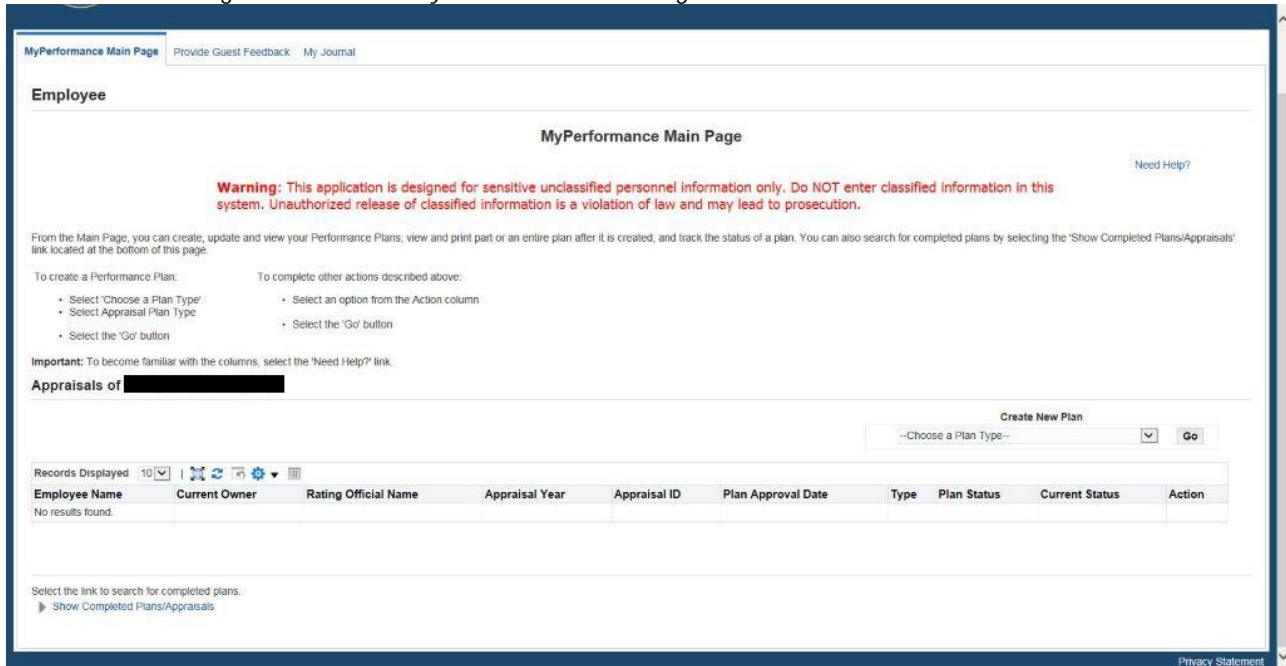 MyPerformance Main Page Provide Guest Feedback My Journal
Employee
MyPerformance Main Page
Need Help?
Warning: This application is designed for sensitive unclassified personnel information only. Do NOT enter classified information in this
system. Unauthorized release of classified information is a violation of law and may lead to prosecution.
From the Main Page, you can create, update and view your Performance Plans; view and print part or an entire plan after it is created, and track the status of a plan. You can also search for completed plans by selecting the 'Show Completed Plans/Appraisals'
link located at the bottom of this page.
To create a Performance Plan: To complete other actions described above:
• Select 'Choose a Plan Type' • Select an option from the Action column
• Select Appraisal Plan Type
• Select the 'Go' button
• Select the 'Go' button
Important: To become familiar with the columns, select the 'Need Help?' link.
Appraisals of
Create New Plan
--Choose a Plan Type-- Go
Records Displayed 10
Employee Name Current Owner Rating Official Name Appraisal Year Appraisal ID Plan Approval Date Type Plan Status Current Status Action
No results found.
Select the link to search for completed plans.
Show Completed Plans/Appraisals
Privacy Statement